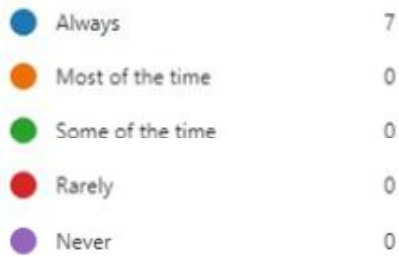 Always 7
Most of the time 0
Some of the time 0
Rarely 0
Never 0